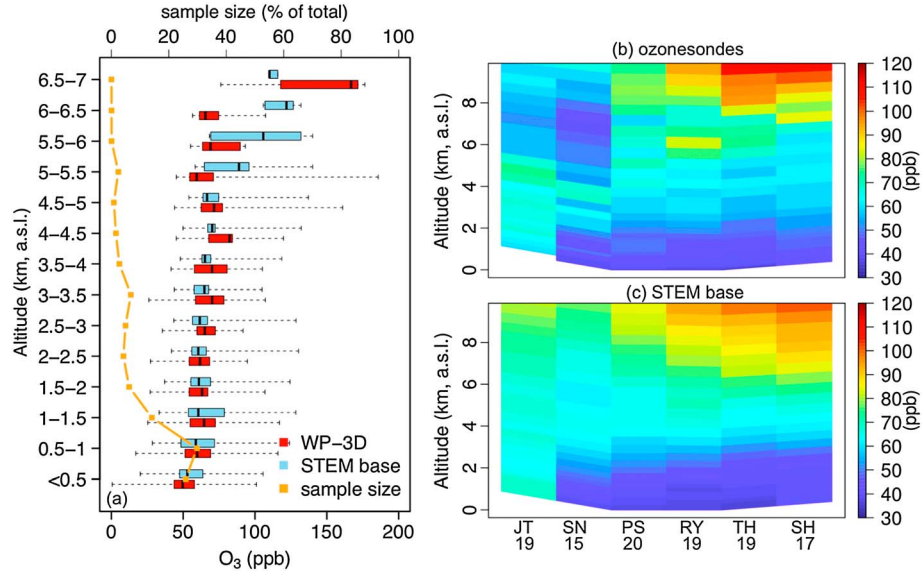 sample size (% of total)
0 20 40 60 80 100
Altitude (km, a.s.l.)
6.5−7
6−6.5
5.5−6
5−5.5
4.5−5
4−4.5
3.5−4
3−3.5
2.5−3
2−2.5
1.5−2
1−1.5
0.5−1
<0.5
WP−3D
STEM base
sample size
(a)
0 50 100 150 200
O3 (ppb)
(b) ozonesondes
Altitude (km, a.s.l.)
8
6
4
2
0
120
110
100
90
80
70
60
50
40
30
(ppb)
(c) STEM base
Altitude (km, a.s.l.)
8
6
4
2
0
120
110
100
90
80
70
60
50
40
30
(ppb)
JT SN PS RY TH SH
19 15 20 19 19 17